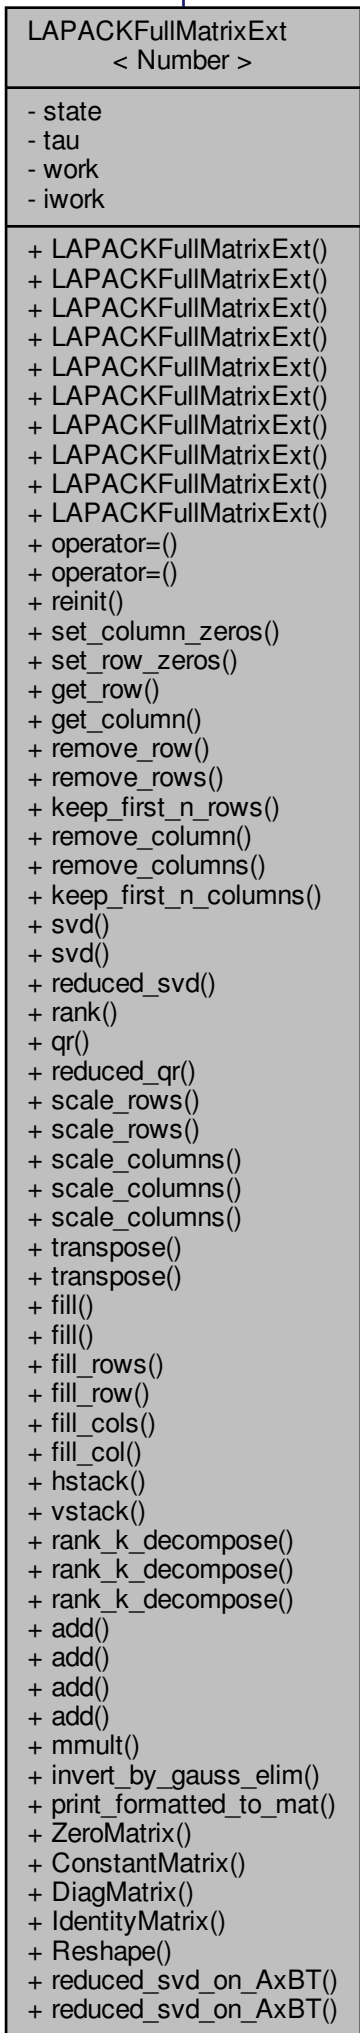 LAPACKFullMatrixExt
< Number >
- state
- tau
- work
- iwork
+ LAPACKFullMatrixExt()
+ LAPACKFullMatrixExt()
+ LAPACKFullMatrixExt()
+ LAPACKFullMatrixExt()
+ LAPACKFullMatrixExt()
+ LAPACKFullMatrixExt()
+ LAPACKFullMatrixExt()
+ LAPACKFullMatrixExt()
+ LAPACKFullMatrixExt()
+ LAPACKFullMatrixExt()
+ operator=()
+ operator=()
+ reinit()
+ set_column_zeros()
+ set_row_zeros()
+ get_row()
+ get_column()
+ remove_row()
+ remove_rows()
+ keep_first_n_rows()
+ remove_column()
+ remove_columns()
+ keep_first_n_columns()
+ svd()
+ svd()
+ reduced_svd()
+ rank()
+ qr()
+ reduced_qr()
+ scale_rows()
+ scale_rows()
+ scale_columns()
+ scale_columns()
+ scale_columns()
+ transpose()
+ transpose()
+ fill()
+ fill()
+ fill_rows()
+ fill_row()
+ fill_cols()
+ fill_col()
+ hstack()
+ vstack()
+ rank_k_decompose()
+ rank_k_decompose()
+ rank_k_decompose()
+ add()
+ add()
+ add()
+ add()
+ mmult()
+ invert_by_gauss_elim()
+ print_formatted_to_mat()
+ ZeroMatrix()
+ ConstantMatrix()
+ DiagMatrix()
+ IdentityMatrix()
+ Reshape()
+ reduced_svd_on_AxBT()
+ reduced_svd_on_AxBT()